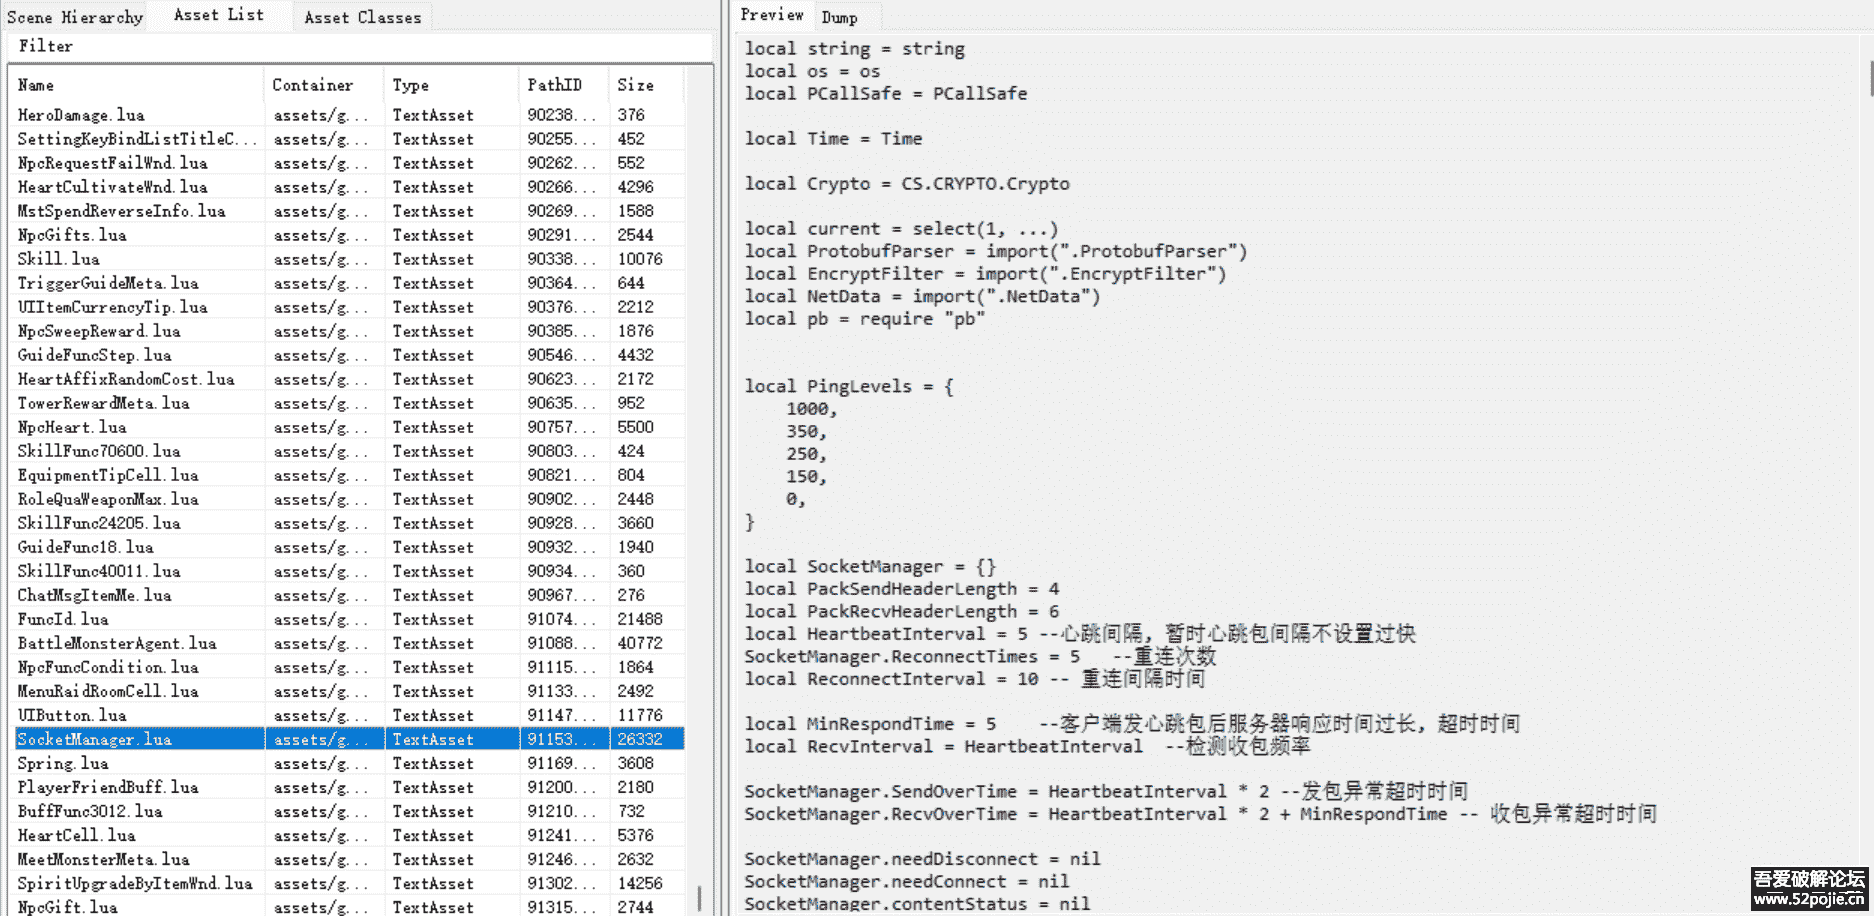 Scene Hierarchy Asset List Asset Classes
Filter
Name Container Type PathID Size
HeroDamage.lua assets/g... TextAsset 90238... 376
SettingKeyBindListTitleC... assets/g... TextAsset 90255... 452
NpcRequestFailWnd.lua assets/g... TextAsset 90262... 552
HeartCultivateWnd.lua assets/g... TextAsset 90266... 4296
MstSpendReverseInfo.lua assets/g... TextAsset 90269... 1588
NpcGifts.lua assets/g... TextAsset 90291... 2544
Skill.lua assets/g... TextAsset 90338... 10076
TriggerGuideMeta.lua assets/g... TextAsset 90364... 644
UIItemCurrencyTip.lua assets/g... TextAsset 90376... 2212
NpcSweepReward.lua assets/g... TextAsset 90385... 1876
GuideFuncStep.lua assets/g... TextAsset 90546... 4432
HeartAffixRandomCost.lua assets/g... TextAsset 90623... 2172
TowerRewardMeta.lua assets/g... TextAsset 90635... 952
NpcHeart.lua assets/g... TextAsset 90757... 5500
SkillFunc70600.lua assets/g... TextAsset 90803... 424
EquipmentTipCell.lua assets/g... TextAsset 90821... 804
RoleQuaWeaponMax.lua assets/g... TextAsset 90902... 2448
SkillFunc24205.lua assets/g... TextAsset 90928... 3660
GuideFunc18.lua assets/g... TextAsset 90932... 1940
SkillFunc40011.lua assets/g... TextAsset 90934... 360
ChatMsgItemMe.lua assets/g... TextAsset 90967... 276
FuncId.lua assets/g... TextAsset 91074... 21488
BattleMonsterAgent.lua assets/g... TextAsset 91088... 40772
NpcFuncCondition.lua assets/g... TextAsset 91115... 1864
MenuRaidRoomCell.lua assets/g... TextAsset 91133... 2492
UIButton.lua assets/g... TextAsset 91147... 11776
SocketManager.lua assets/g... TextAsset 91153... 26332
Spring.lua assets/g... TextAsset 91169... 3608
PlayerFriendBuff.lua assets/g... TextAsset 91200... 2180
BuffFunc3012.lua assets/g... TextAsset 91210... 732
HeartCell.lua assets/g... TextAsset 91241... 5376
MeetMonsterMeta.lua assets/g... TextAsset 91246... 2632
SpiritUpgradeByItemWnd.lua assets/g... TextAsset 91302... 14256
NpcGift.lua assets/g... TextAsset 91315... 2744
Preview Dump
local string = string
local os = os
local PCallSafe = PCallSafe
local Time = Time
local Crypto = CS.CRYPTO.Crypto
local current = select(1, ...)
local ProtobufParser = import(".ProtobufParser")
local EncryptFilter = import(".EncryptFilter")
local NetData = import(".NetData")
local pb = require "pb"
local PingLevels = {
1000,
350,
250,
150,
0,
}
local SocketManager = {}
local PackSendHeaderLength = 4
local PackRecvHeaderLength = 6
local HeartbeatInterval = 5 --心跳间隔, 暂时心跳包间隔不设置过快
SocketManager.ReconnectTimes = 5 --重连次数
local ReconnectInterval = 10 -- 重连间隔时间
local MinRespondTime = 5 --客户端发心跳包后服务器响应时间过长, 超时时间
local RecvInterval = HeartbeatInterval --检测收包频率
SocketManager.SendOverTime = HeartbeatInterval * 2 --发包异常超时时间
SocketManager.RecvOverTime = HeartbeatInterval * 2 + MinRespondTime -- 收包异常超时时间
SocketManager.needDisconnect = nil
SocketManager.needConnect = nil
SocketManager.contentStatus = nil
吾爱破解论坛
www.52pojie.cn